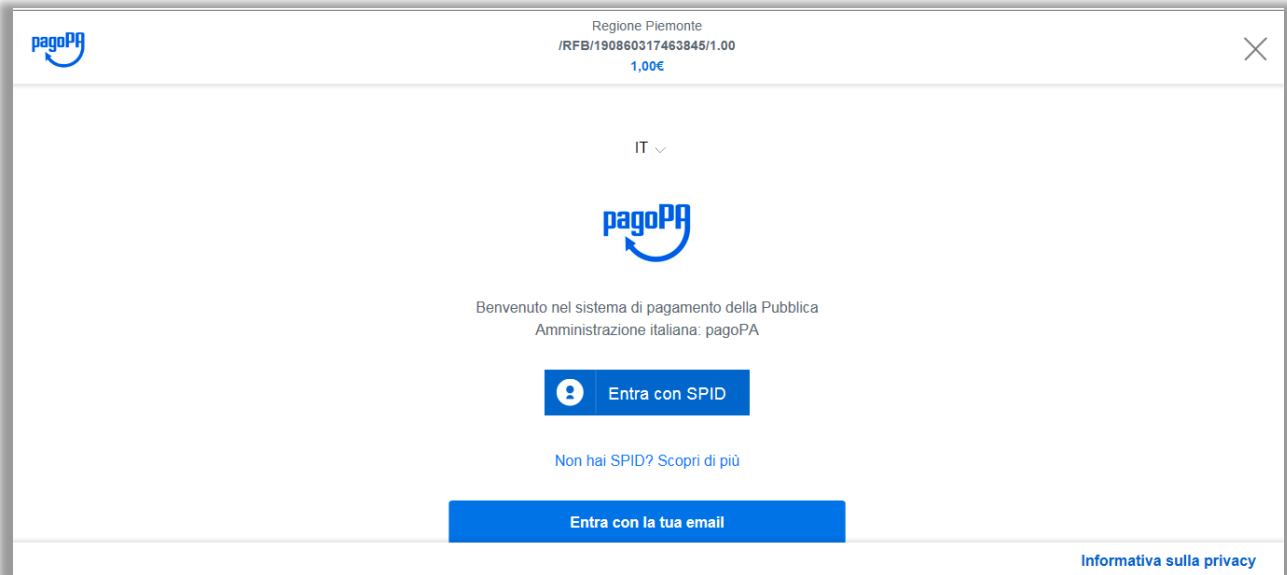 pagoPA
Regione Piemonte
/RFB/190860317463845/1.00
1,00€
IT
pagoPA
Benvenuto nel sistema di pagamento della Pubblica
Amministrazione italiana: pagoPA
Entra con SPID
Non hai SPID? Scopri di più
Entra con la tua email
Informativa sulla privacy